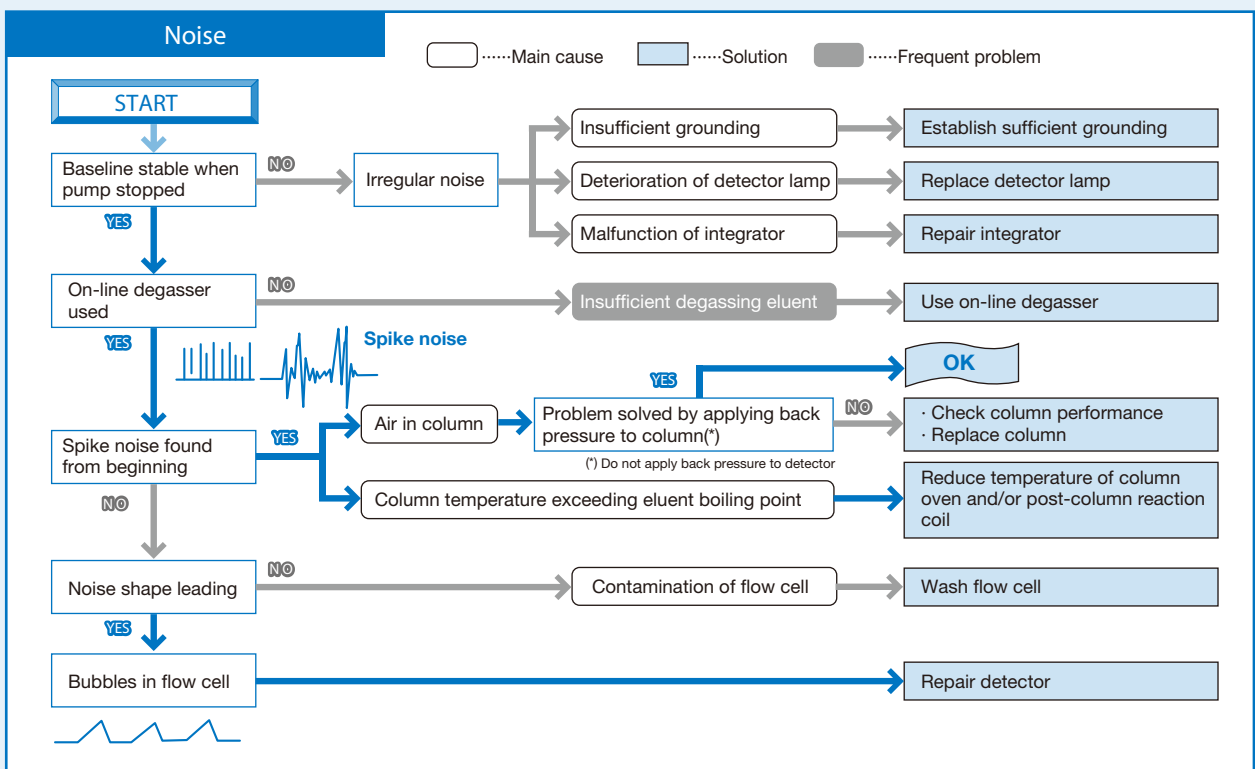 Noise
······Main cause
······Solution
······Frequent problem
START
Baseline stable when
pump stopped
NO
Irregular noise
Insufficient grounding
Establish sufficient grounding
Deterioration of detector lamp
Replace detector lamp
Malfunction of integrator
Repair integrator
YES
On-line degasser
used
NO
Insufficient degassing eluent
Use on-line degasser
YES
Spike noise
Spike noise found
from beginning
YES
Air in column
Problem solved by applying back
pressure to column(*)
(*) Do not apply back pressure to detector
YES
OK
NO
· Check column performance
· Replace column
Column temperature exceeding eluent boiling point
Reduce temperature of column
oven and/or post-column reaction
coil
NO
Noise shape leading
NO
Contamination of flow cell
Wash flow cell
YES
Bubbles in flow cell
Repair detector